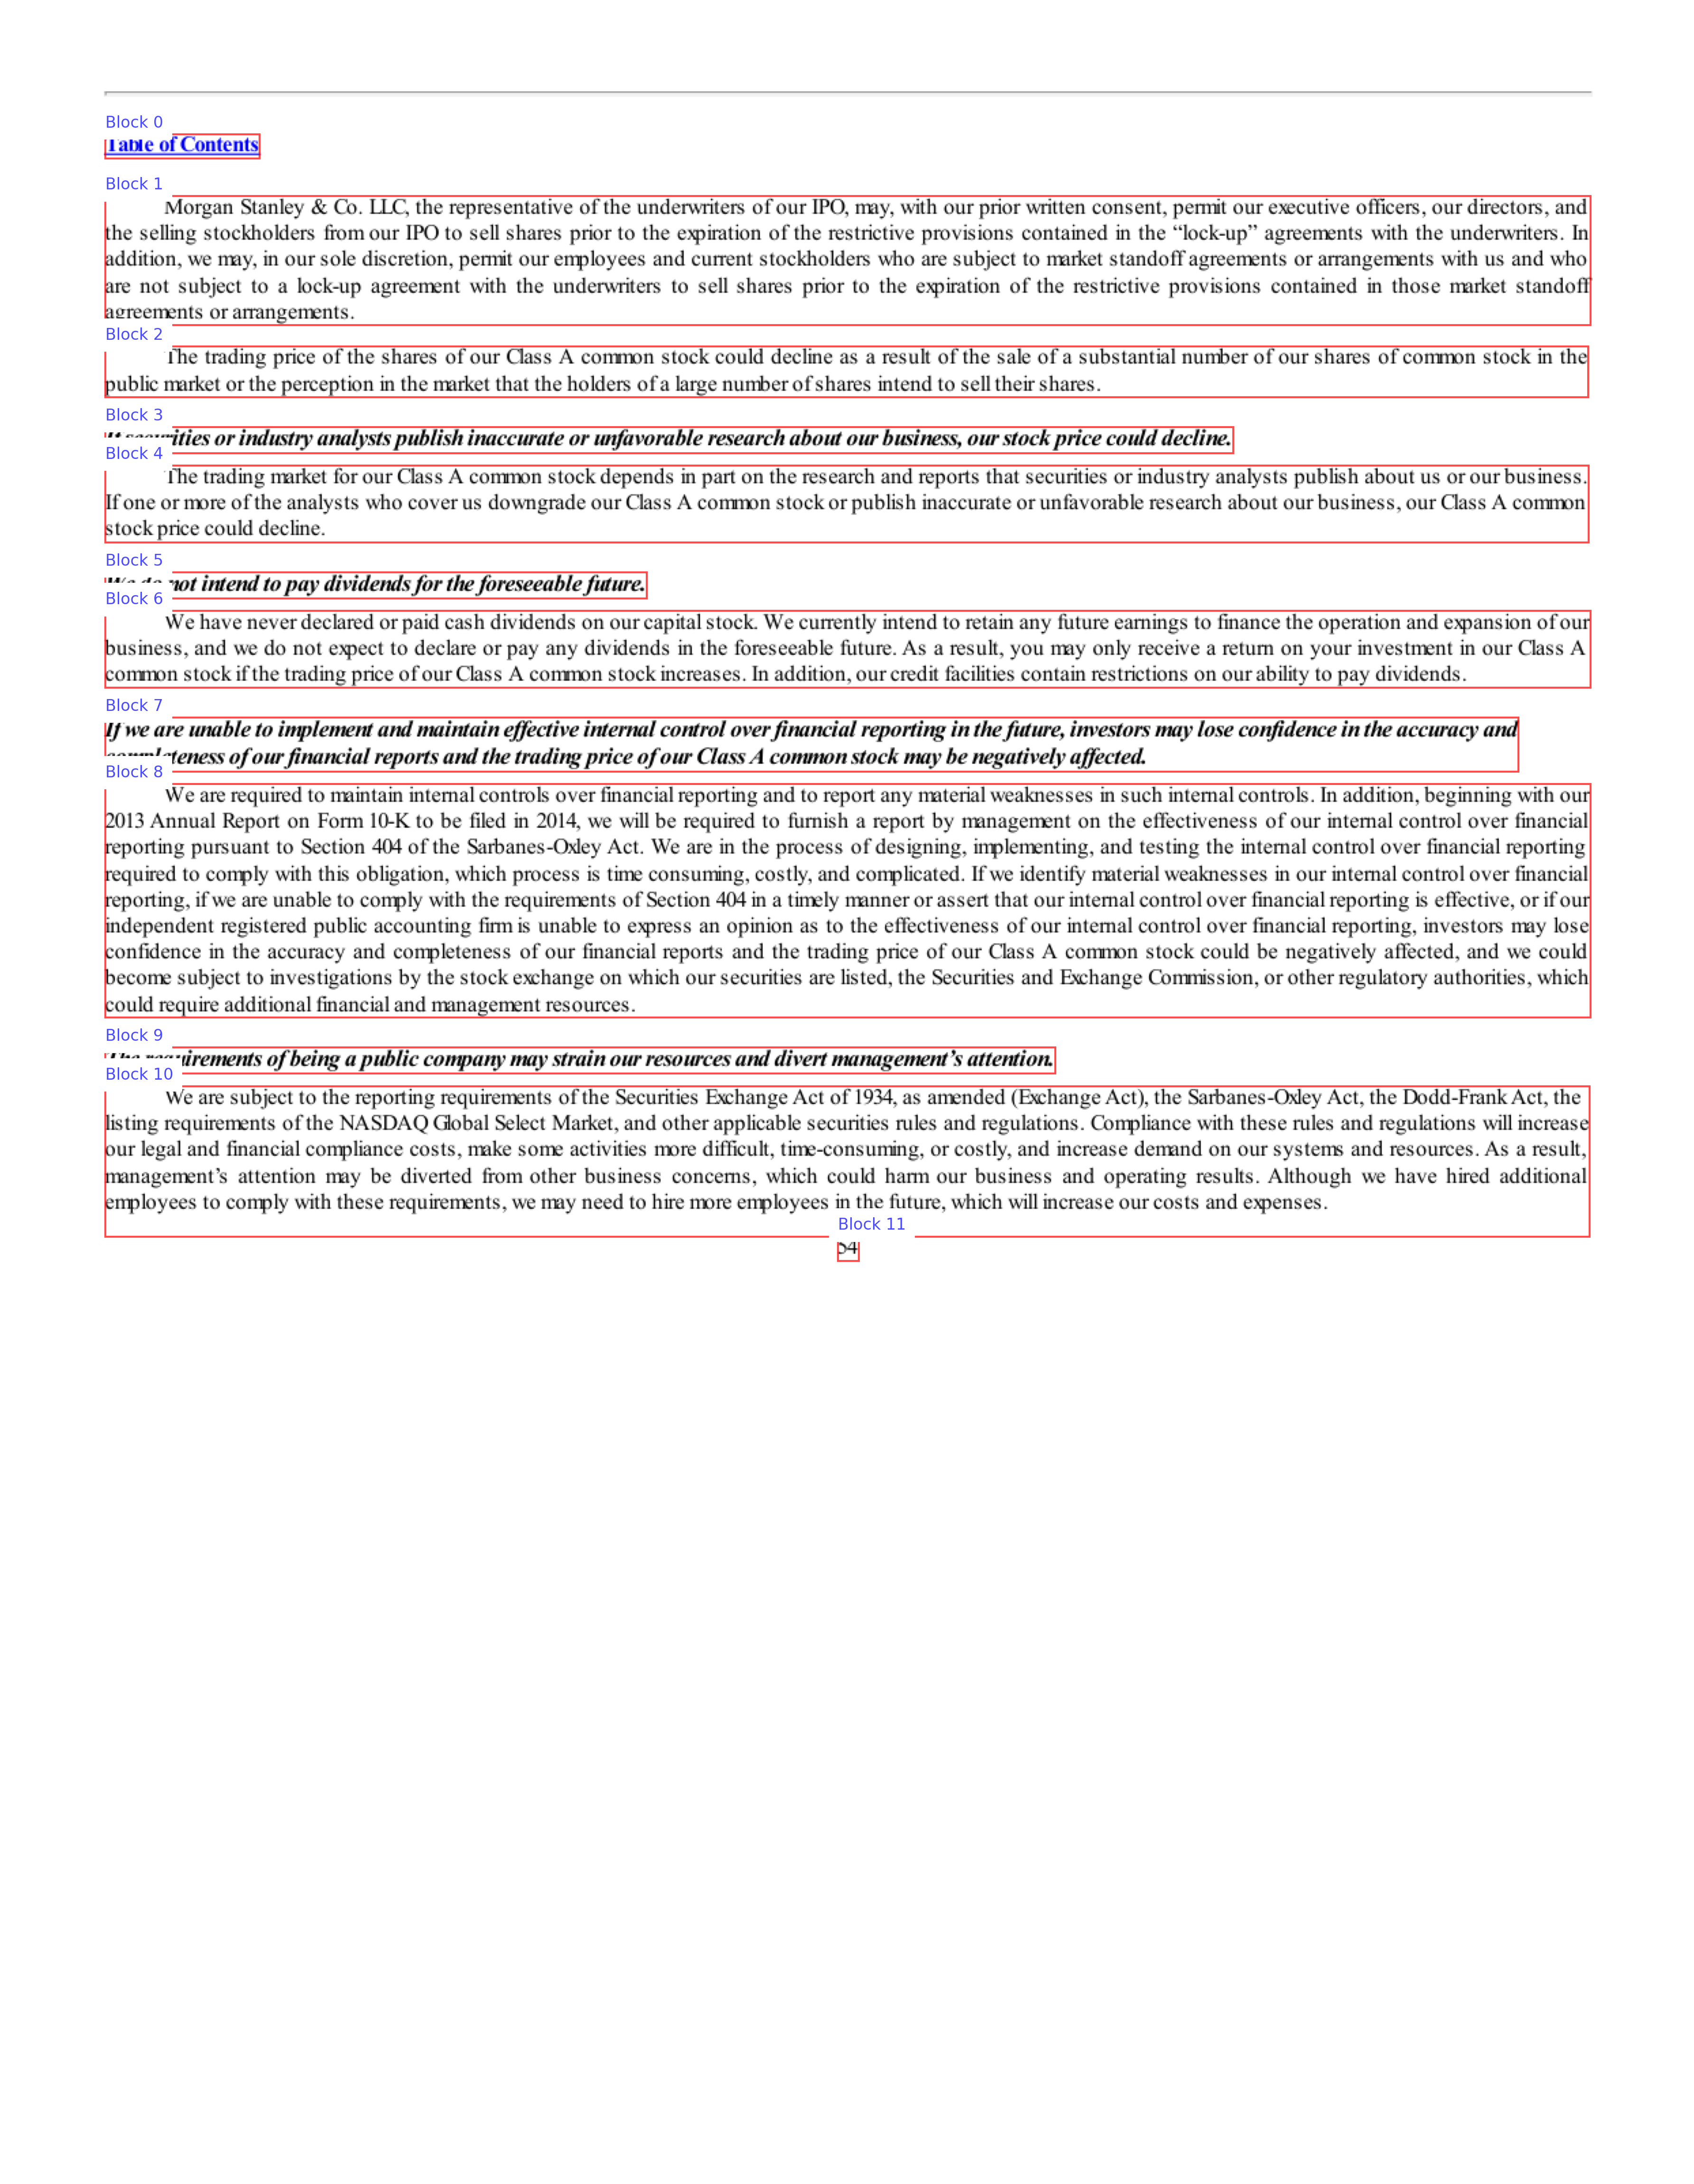 Block 0
Table of Contents
Block 1
Morgan Stanley & Co. LLC, the representative of the underwriters of our IPO, may, with our prior written consent, permit our executive officers, our directors, and
the selling stockholders from our IPO to sell shares prior to the expiration of the restrictive provisions contained in the “lock-up” agreements with the underwriters. In
addition, we may, in our sole discretion, permit our employees and current stockholders who are subject to market standoff agreements or arrangements with us and who
are not subject to a lock-up agreement with the underwriters to sell shares prior to the expiration of the restrictive provisions contained in those market standoff
agreements or arrangements.
Block 2
The trading price of the shares of our Class A common stock could decline as a result of the sale of a substantial number of our shares of common stock in the
public market or the perception in the market that the holders of a large number of shares intend to sell their shares.
Block 3
If securities or industry analysts publish inaccurate or unfavorable research about our business, our stock price could decline.
Block 4
The trading market for our Class A common stock depends in part on the research and reports that securities or industry analysts publish about us or our business.
If one or more of the analysts who cover us downgrade our Class A common stock or publish inaccurate or unfavorable research about our business, our Class A common
stock price could decline.
Block 5
We do not intend to pay dividends for the foreseeable future.
Block 6
We have never declared or paid cash dividends on our capital stock. We currently intend to retain any future earnings to finance the operation and expansion of our
business, and we do not expect to declare or pay any dividends in the foreseeable future. As a result, you may only receive a return on your investment in our Class A
common stock if the trading price of our Class A common stock increases. In addition, our credit facilities contain restrictions on our ability to pay dividends.
Block 7
If we are unable to implement and maintain effective internal control over financial reporting in the future, investors may lose confidence in the accuracy and
completeness of our financial reports and the trading price of our Class A common stock may be negatively affected.
Block 8
We are required to maintain internal controls over financial reporting and to report any material weaknesses in such internal controls. In addition, beginning with our
2013 Annual Report on Form 10-K to be filed in 2014, we will be required to furnish a report by management on the effectiveness of our internal control over financial
reporting pursuant to Section 404 of the Sarbanes-Oxley Act. We are in the process of designing, implementing, and testing the internal control over financial reporting
required to comply with this obligation, which process is time consuming, costly, and complicated. If we identify material weaknesses in our internal control over financial
reporting, if we are unable to comply with the requirements of Section 404 in a timely manner or assert that our internal control over financial reporting is effective, or if our
independent registered public accounting firm is unable to express an opinion as to the effectiveness of our internal control over financial reporting, investors may lose
confidence in the accuracy and completeness of our financial reports and the trading price of our Class A common stock could be negatively affected, and we could
become subject to investigations by the stock exchange on which our securities are listed, the Securities and Exchange Commission, or other regulatory authorities, which
could require additional financial and management resources.
Block 9
The requirements of being a public company may strain our resources and divert management’s attention.
Block 10
We are subject to the reporting requirements of the Securities Exchange Act of 1934, as amended (Exchange Act), the Sarbanes-Oxley Act, the Dodd-Frank Act, the
listing requirements of the NASDAQ Global Select Market, and other applicable securities rules and regulations. Compliance with these rules and regulations will increase
our legal and financial compliance costs, make some activities more difficult, time-consuming, or costly, and increase demand on our systems and resources. As a result,
management’s attention may be diverted from other business concerns, which could harm our business and operating results. Although we have hired additional
employees to comply with these requirements, we may need to hire more employees in the future, which will increase our costs and expenses.
Block 11
54